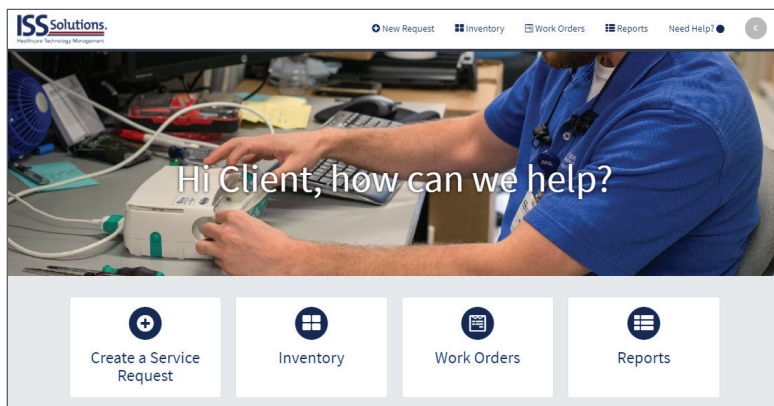 ISS Solutions.
Healthcare Technology Management
New Request
Inventory
Work Orders
Reports
Need Help?
C
Hi Client, how can we help?
Create a Service
Request
Inventory
Work Orders
Reports